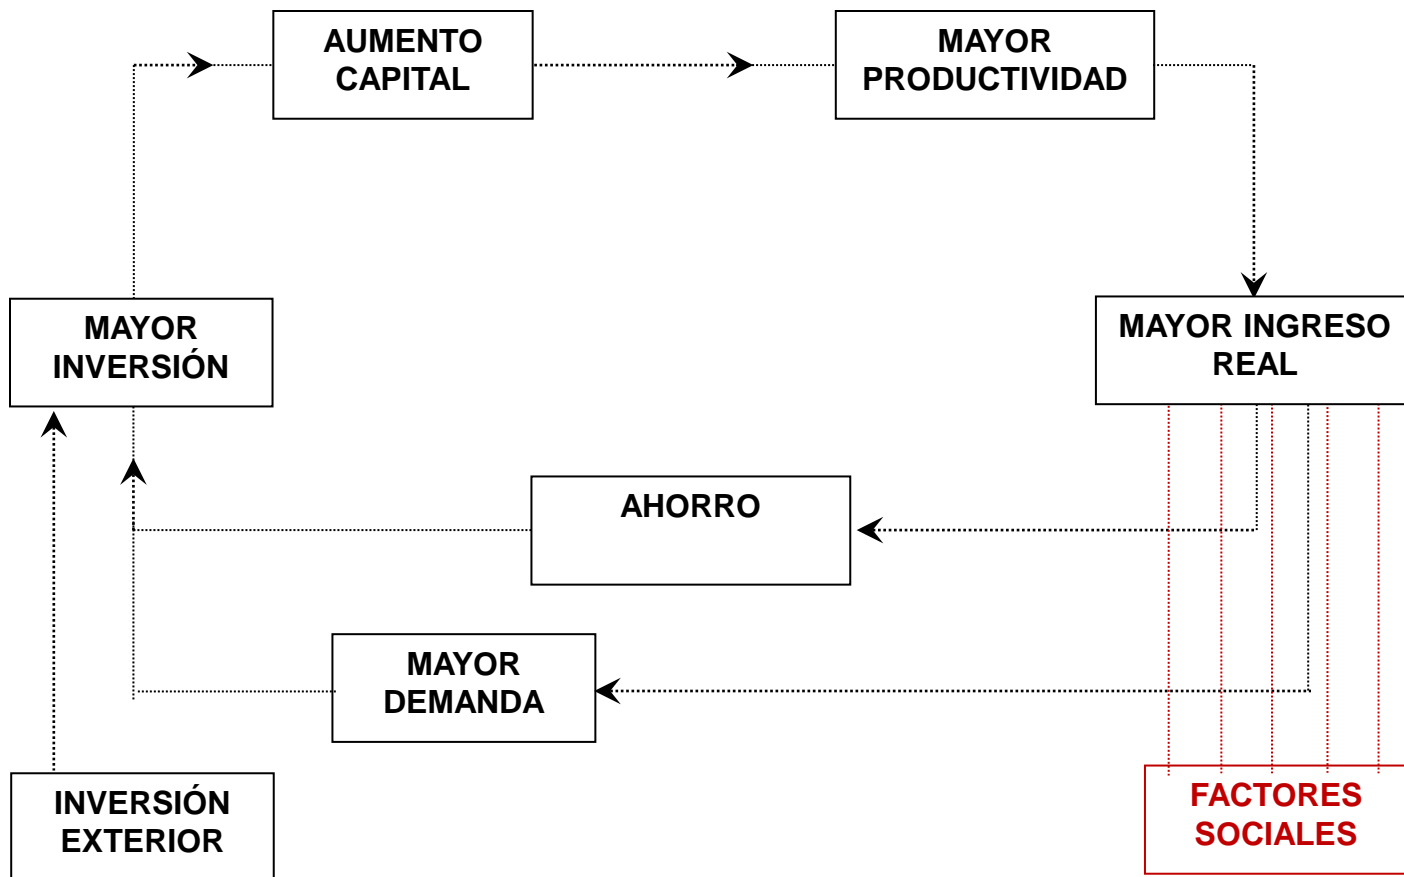 AUMENTO
CAPITAL
MAYOR
PRODUCTIVIDAD
MAYOR
INVERSIÓN
MAYOR INGRESO
REAL
AHORRO
MAYOR
DEMANDA
INVERSIÓN
EXTERIOR
FACTORES
SOCIALES